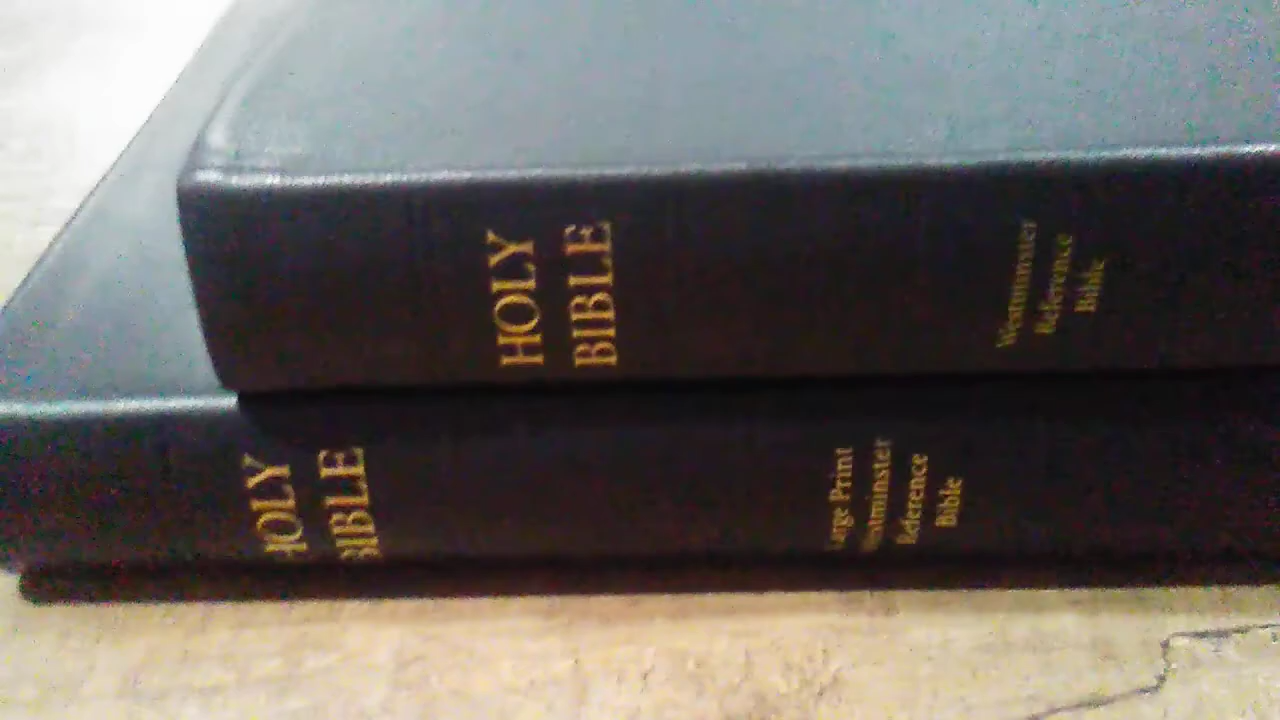 HOLY
BIBLE
Westminster
Reference
Bible
HOLY
BIBLE
Large Print
Westminster
Reference
Bible